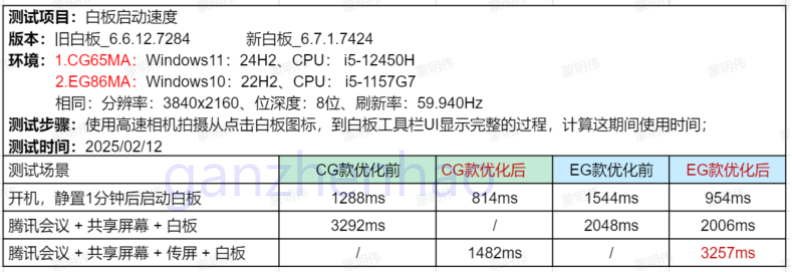 测试项目：白板启动速度
版本：旧白板_6.6.12.7284 新白板_6.7.1.7424
环境：1.CG65MA：Windows11：24H2、CPU： i5-12450H
2.EG86MA：Windows10：22H2、CPU： i5-1157G7
相同：分辨率：3840x2160、位深度：8位、刷新率：59.940Hz
测试步骤：使用高速相机拍摄从点击白板图标，到白板工具栏UI显示完整的过程，计算这期间使用时间；
测试时间：2025/02/12
测试场景 CG款优化前 CG款优化后 EG款优化前 EG款优化后
开机，静置1分钟后启动白板 1288ms 814ms 1544ms 954ms
腾讯会议 + 共享屏幕 + 白板 3292ms / 2048ms 2006ms
腾讯会议 + 共享屏幕 + 传屏 + 白板 / 1482ms / 3257ms
ganzhenhao